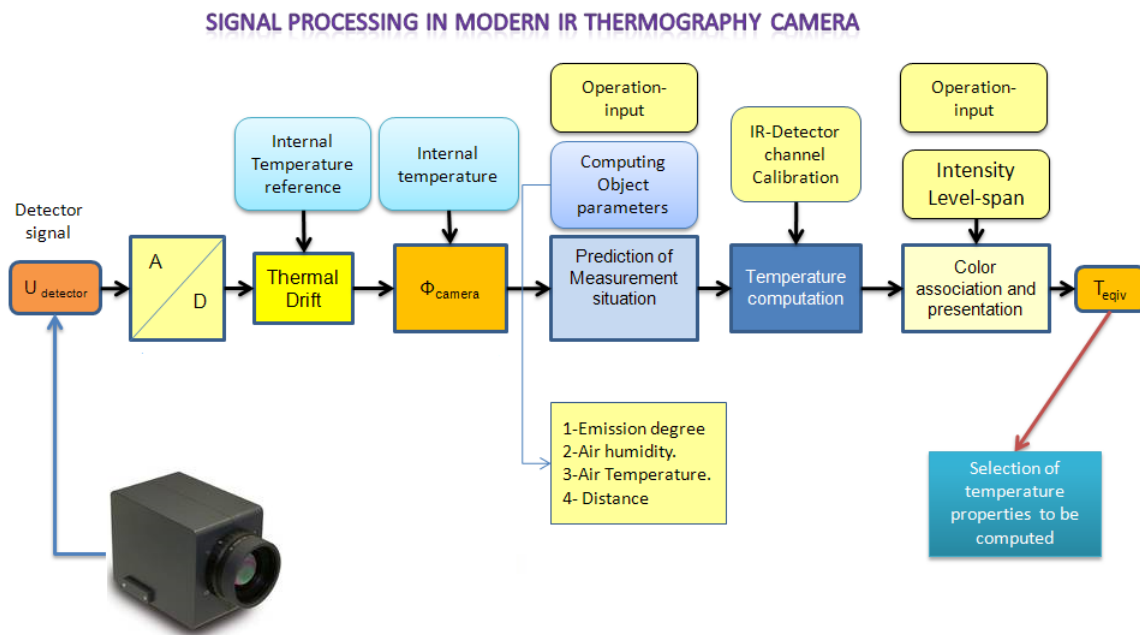 SIGNAL PROCESSING IN MODERN IR THERMOGRAPHY CAMERA
Operation-
input
Operation-
input
Internal
Temperature
reference
Internal
temperature
Computing
Object
parameters
IR-Detector
channel
Calibration
Intensity
Level-span
Detector
signal
U detector
A
D
Thermal
Drift
Φcamera
Prediction of
Measurement
situation
Temperature
computation
Color
association and
presentation
Teqiv
1-Emission degree
2-Air humidity.
3-Air Temperature.
4- Distance
Selection of
temperature
properties to be
computed